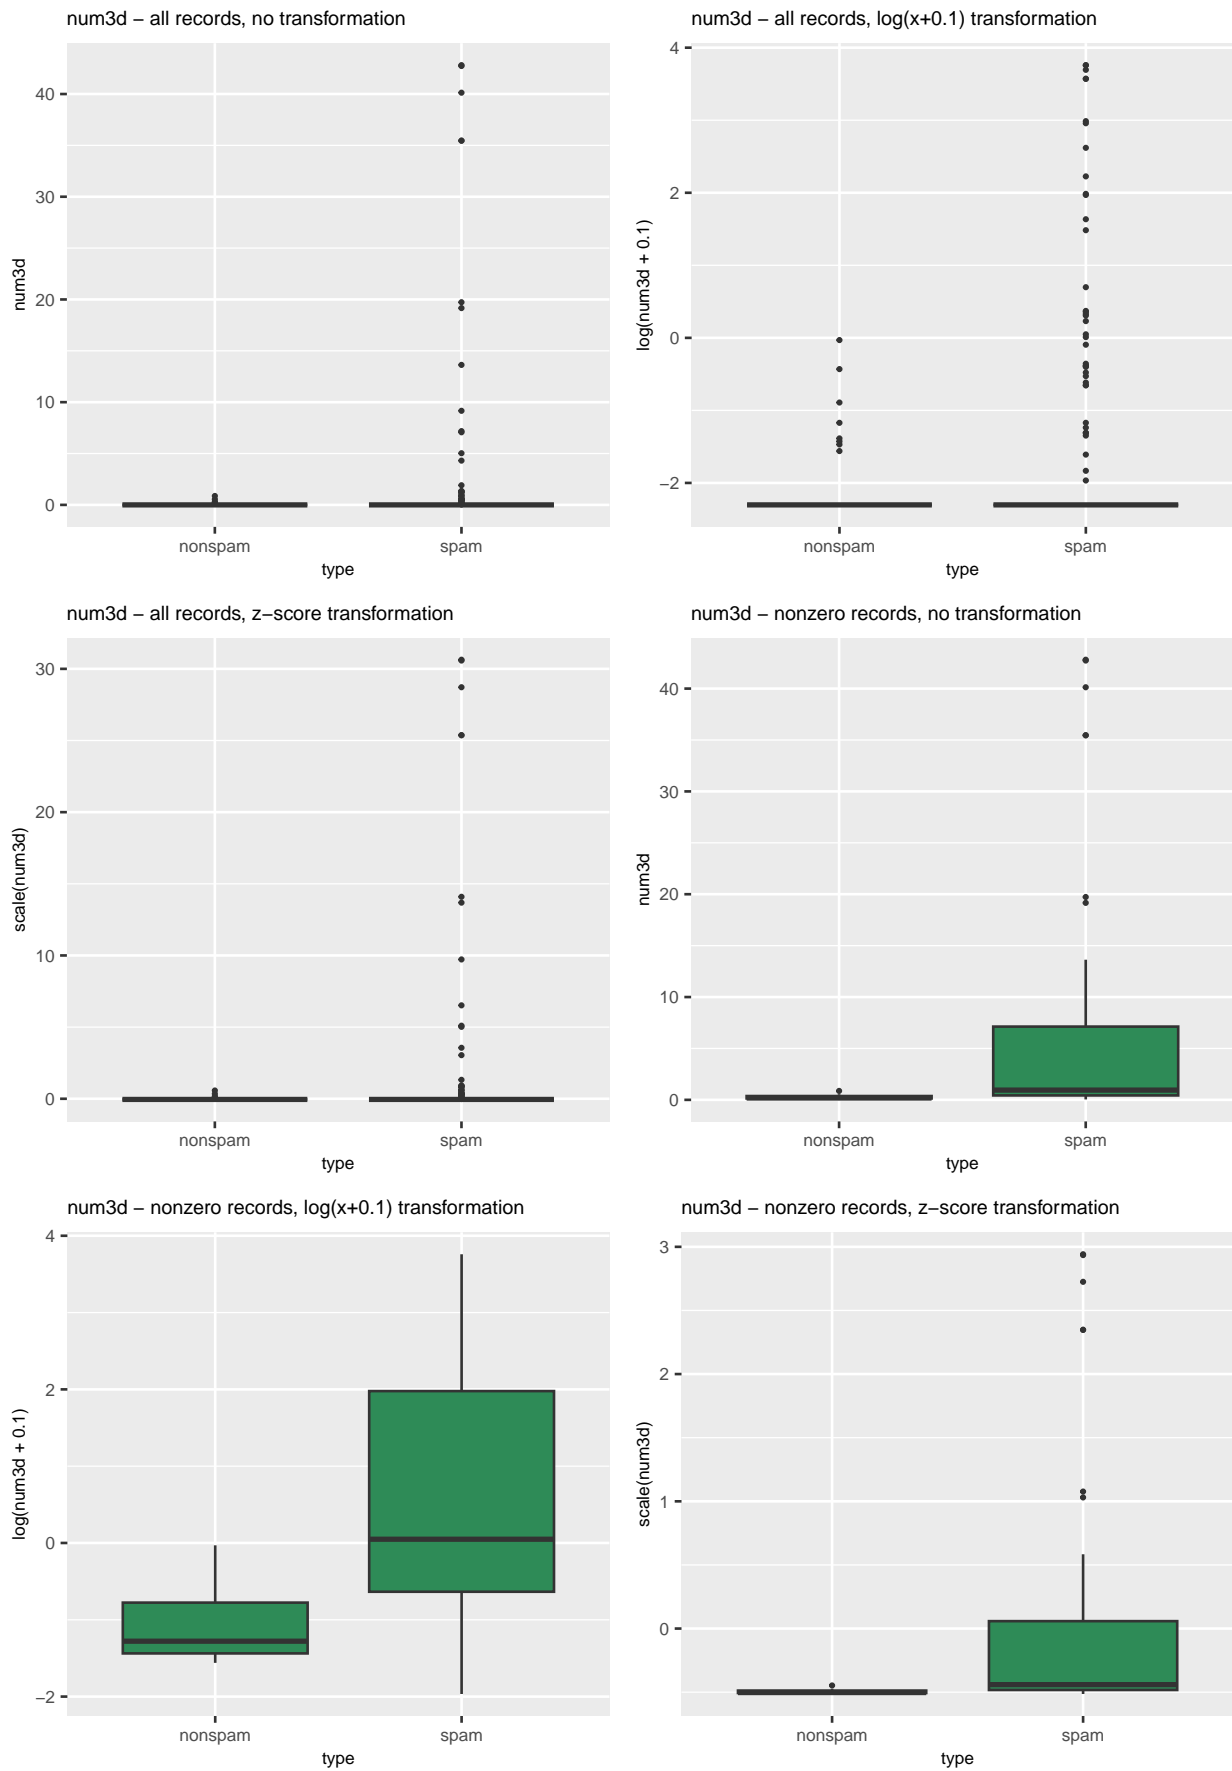 num3d − all records, no transformation
40
30
20
10
0
num3d
nonspam
spam
type
num3d − all records, log(x+0.1) transformation
4
2
0
−2
log(num3d + 0.1)
nonspam
spam
type
num3d − all records, z−score transformation
30
20
10
0
scale(num3d)
nonspam
spam
type
num3d − nonzero records, no transformation
40
30
20
10
0
num3d
nonspam
spam
type
num3d − nonzero records, log(x+0.1) transformation
4
2
0
−2
log(num3d + 0.1)
nonspam
spam
type
num3d − nonzero records, z−score transformation
3
2
1
0
scale(num3d)
nonspam
spam
type